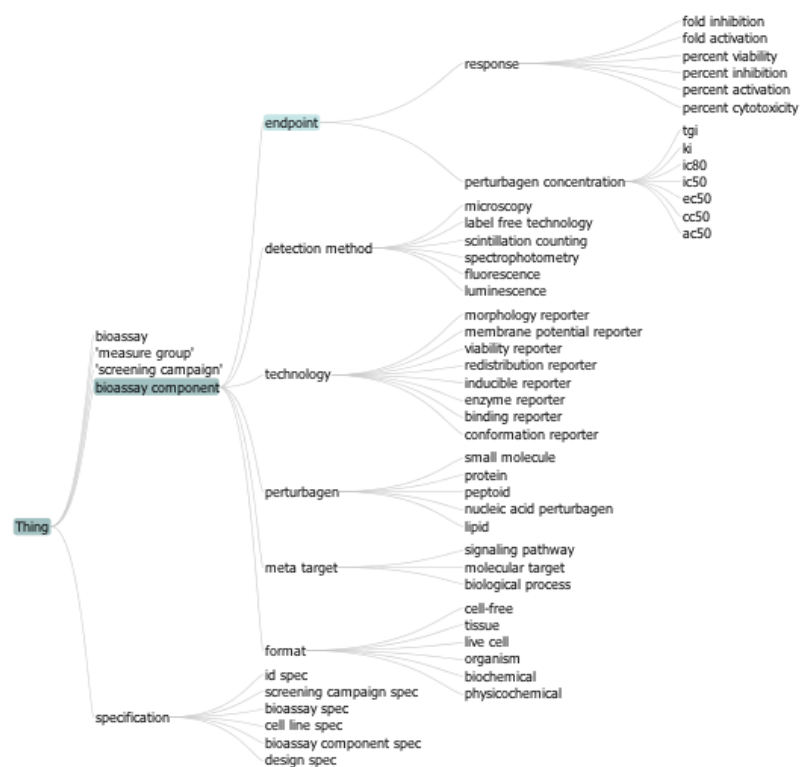 Thing
bioassay
'measure group'
'screening campaign'
bioassay component
endpoint
response
fold inhibition
fold activation
percent viability
percent inhibition
percent activation
percent cytotoxicity
perturbagen concentration
tgi
ki
ic80
ic50
ec50
cc50
ac50
detection method
microscopy
label free technology
scintillation counting
spectrophotometry
fluorescence
luminescence
technology
morphology reporter
membrane potential reporter
viability reporter
redistribution reporter
inducible reporter
enzyme reporter
binding reporter
conformation reporter
perturbagen
small molecule
protein
peptoid
nucleic acid perturbagen
lipid
meta target
signaling pathway
molecular target
biological process
format
cell-free
tissue
live cell
organism
biochemical
physicochemical
specification
id spec
screening campaign spec
bioassay spec
cell line spec
bioassay component spec
design spec